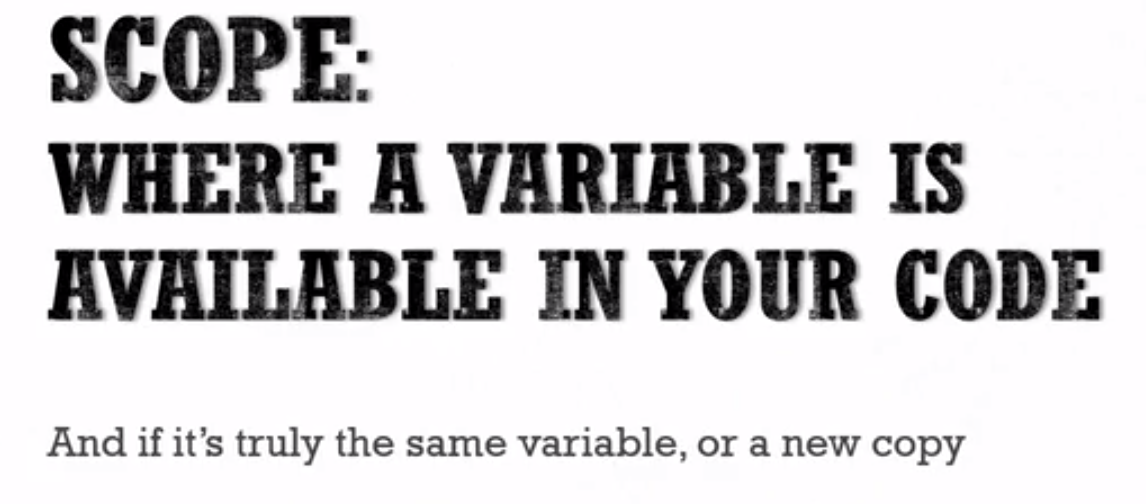 SCOPE:
WHERE A VARIABLE IS
AVAILABLE IN YOUR CODE
And if it’s truly the same variable, or a new copy